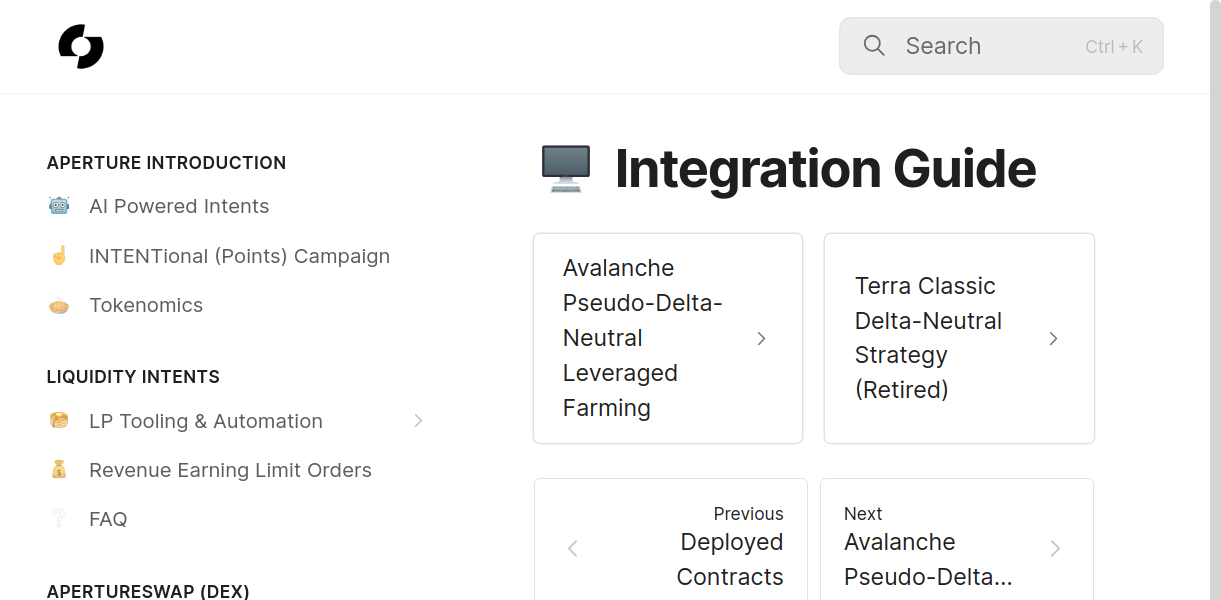 Search
Ctrl + K
APERTURE INTRODUCTION
AI Powered Intents
INTENTional (Points) Campaign
Tokenomics
LIQUIDITY INTENTS
LP Tooling & Automation
Revenue Earning Limit Orders
FAQ
APERTURESWAP (DEX)
Integration Guide
Avalanche
Pseudo-Delta-
Neutral
Leveraged
Farming
Terra Classic
Delta-Neutral
Strategy
(Retired)
Previous
Deployed
Contracts
Next
Avalanche
Pseudo-Delta...